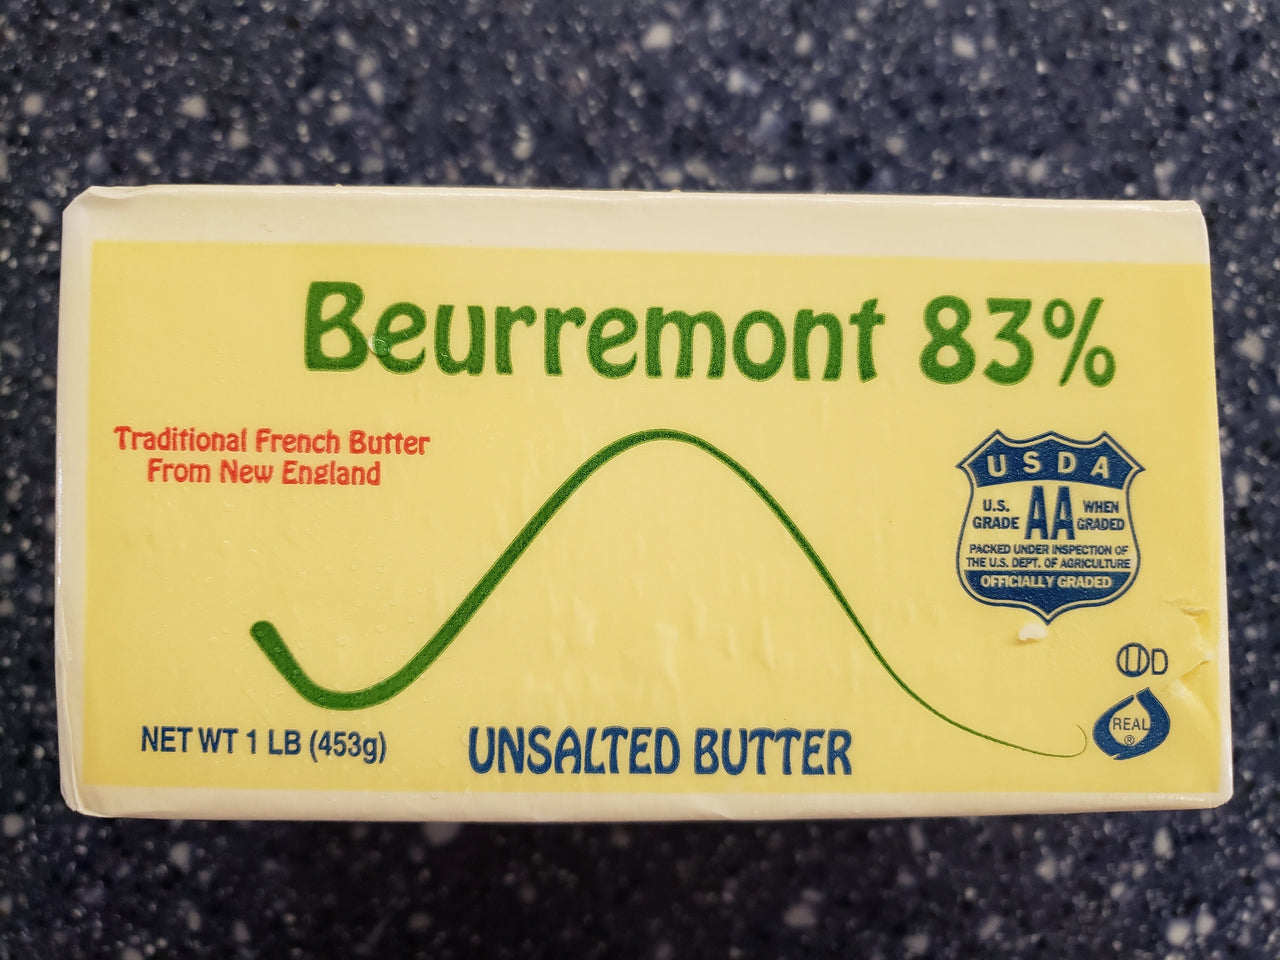 Beurremont 83%
Traditional French Butter
From New England
USDA
U.S. GRADE AA WHEN GRADED
PACKED UNDER INSPECTION OF
THE U.S. DEPT. OF AGRICULTURE
OFFICIALLY GRADED
ⓊD
REAL
®
NET WT 1 LB (453g)
UNSALTED BUTTER